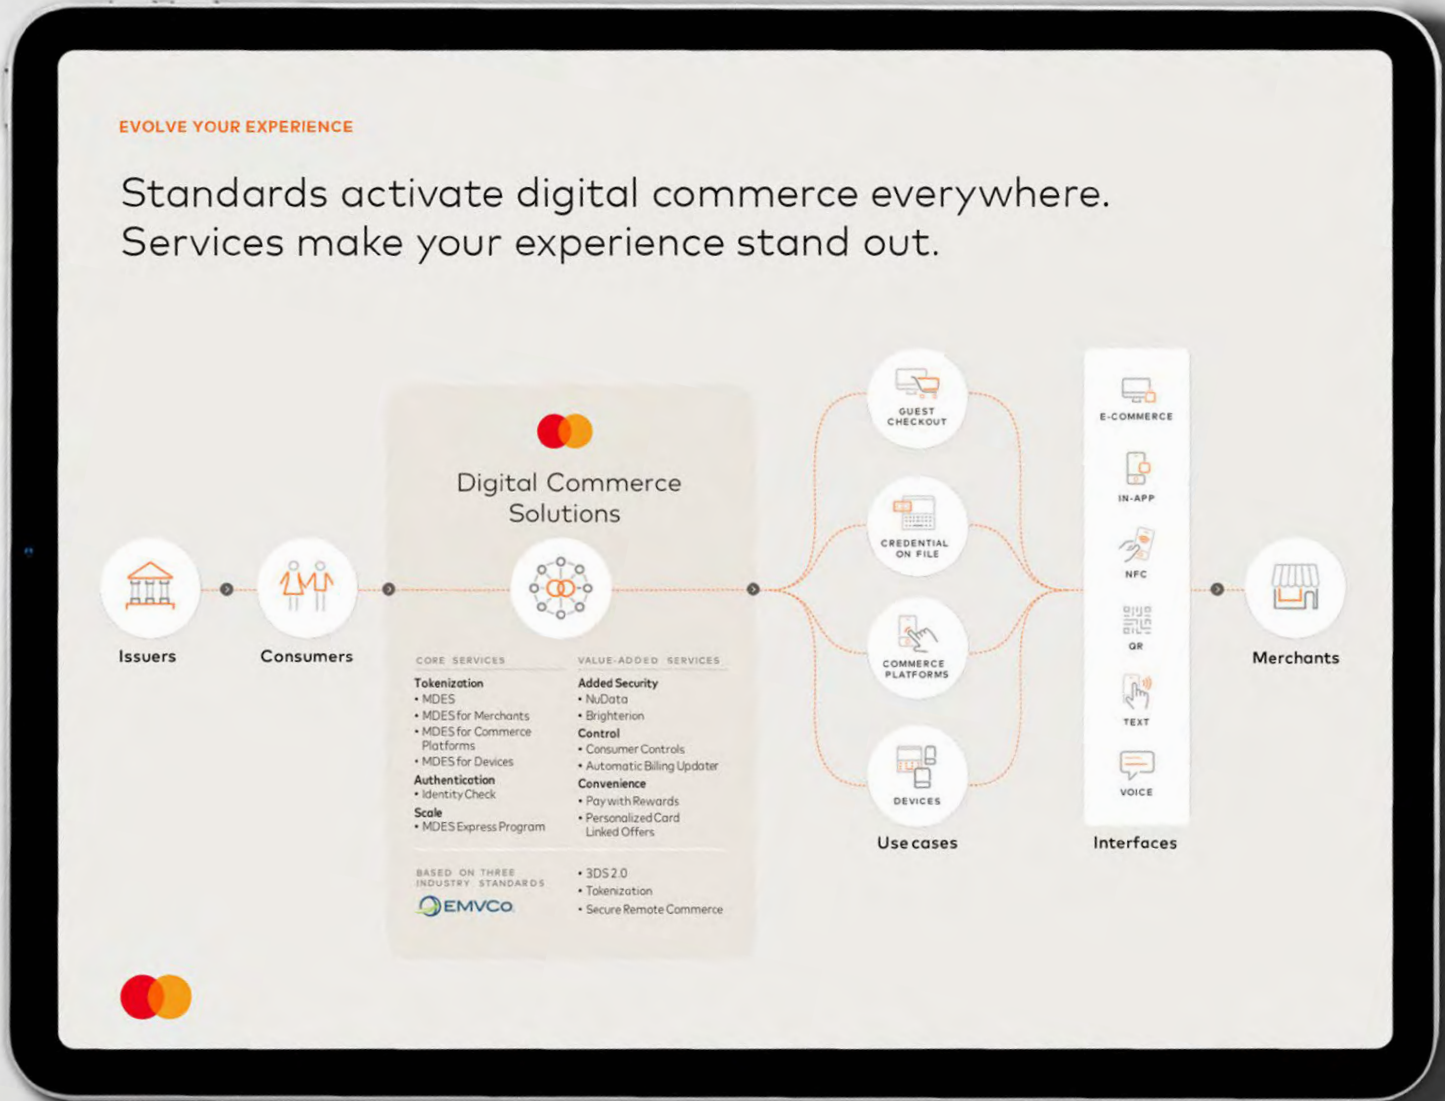 EVOLVE YOUR EXPERIENCE
Standards activate digital commerce everywhere.
Services make your experience stand out.
Issuers
Consumers
Digital Commerce
Solutions
CORE SERVICES
Tokenization
• MDES
• MDES for Merchants
• MDES for Commerce
Platforms
• MDES for Devices
Authentication
• Identity Check
Scale
• MDES Express Program
VALUE-ADDED SERVICES
Added Security
• NuData
• Brighterion
Control
• Consumer Controls
• Automatic Billing Updater
Convenience
• Pay with Rewards
• Personalized Card
Linked Offers
BASED ON THREE
INDUSTRY STANDARDS
EMVCo
• 3DS 2.0
• Tokenization
• Secure Remote Commerce
GUEST
CHECKOUT
CREDENTIAL
ON FILE
COMMERCE
PLATFORMS
DEVICES
Use cases
E-COMMERCE
IN-APP
NFC
QR
TEXT
VOICE
Interfaces
Merchants